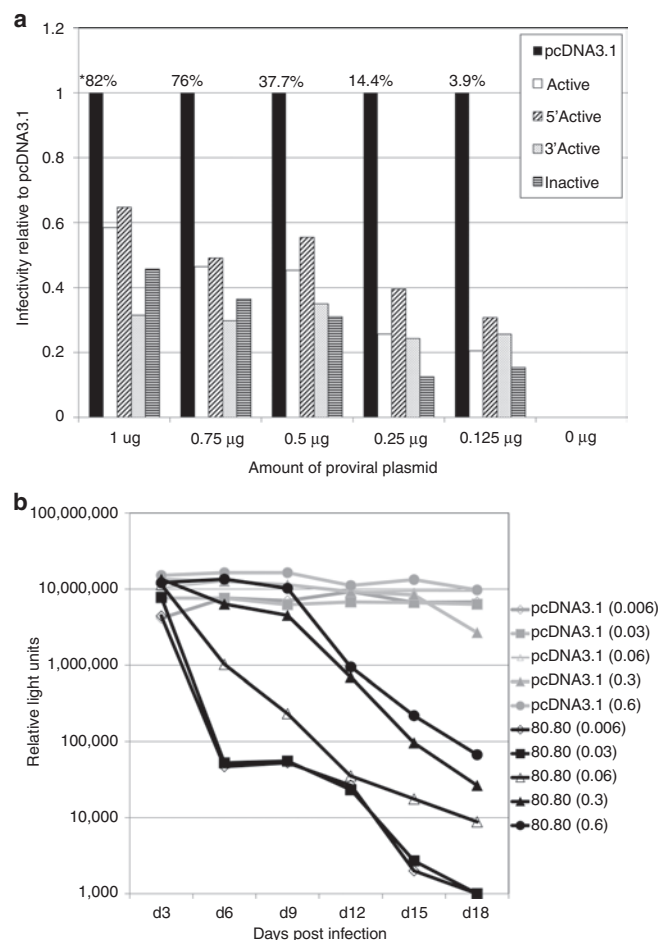 a
1.2
1
0.8
0.6
0.4
0.2
0
Infectivity relative to pcDNA3.1
*82%
76%
37.7%
14.4%
3.9%
pcDNA3.1
Active
5'Active
3'Active
Inactive
1 ug
0.75 µg
0.5 µg
0.25 µg
0.125 µg
0 µg
Amount of proviral plasmid
b
100,000,000
10,000,000
1,000,000
100,000
10,000
1,000
Relative light units
d3
d6
d9
d12
d15
d18
Days post infection
pcDNA3.1 (0.006)
pcDNA3.1 (0.03)
pcDNA3.1 (0.06)
pcDNA3.1 (0.3)
pcDNA3.1 (0.6)
80.80 (0.006)
80.80 (0.03)
80.80 (0.06)
80.80 (0.3)
80.80 (0.6)